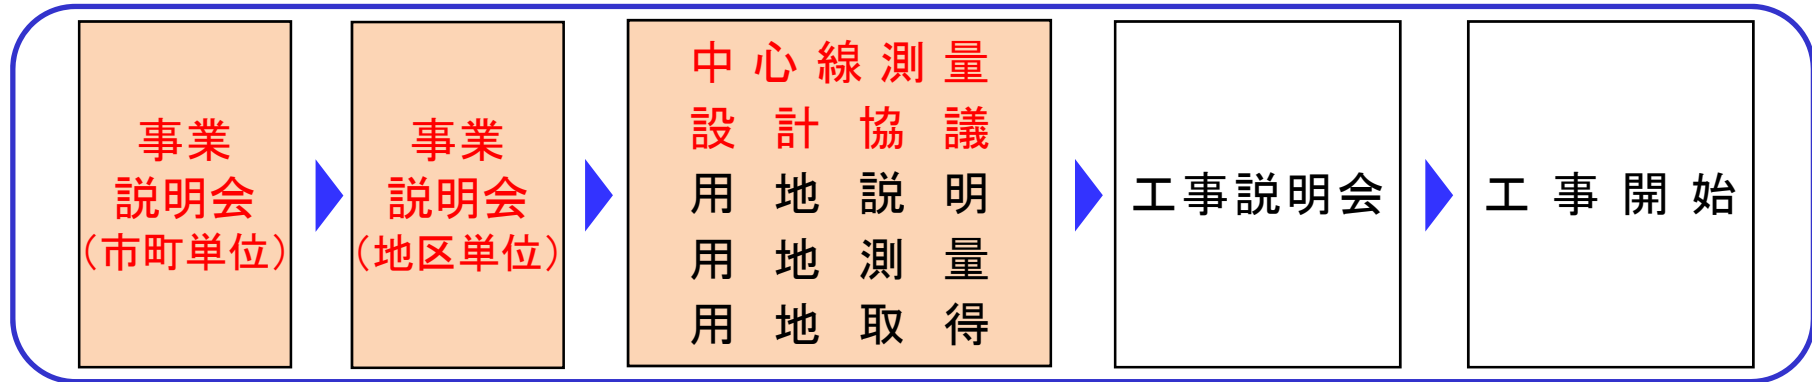 事業
説明会
（市町単位）
事業
説明会
（地区単位）
中心線測量
設計協議
用地説明
用地測量
用地取得
工事説明会
工事開始